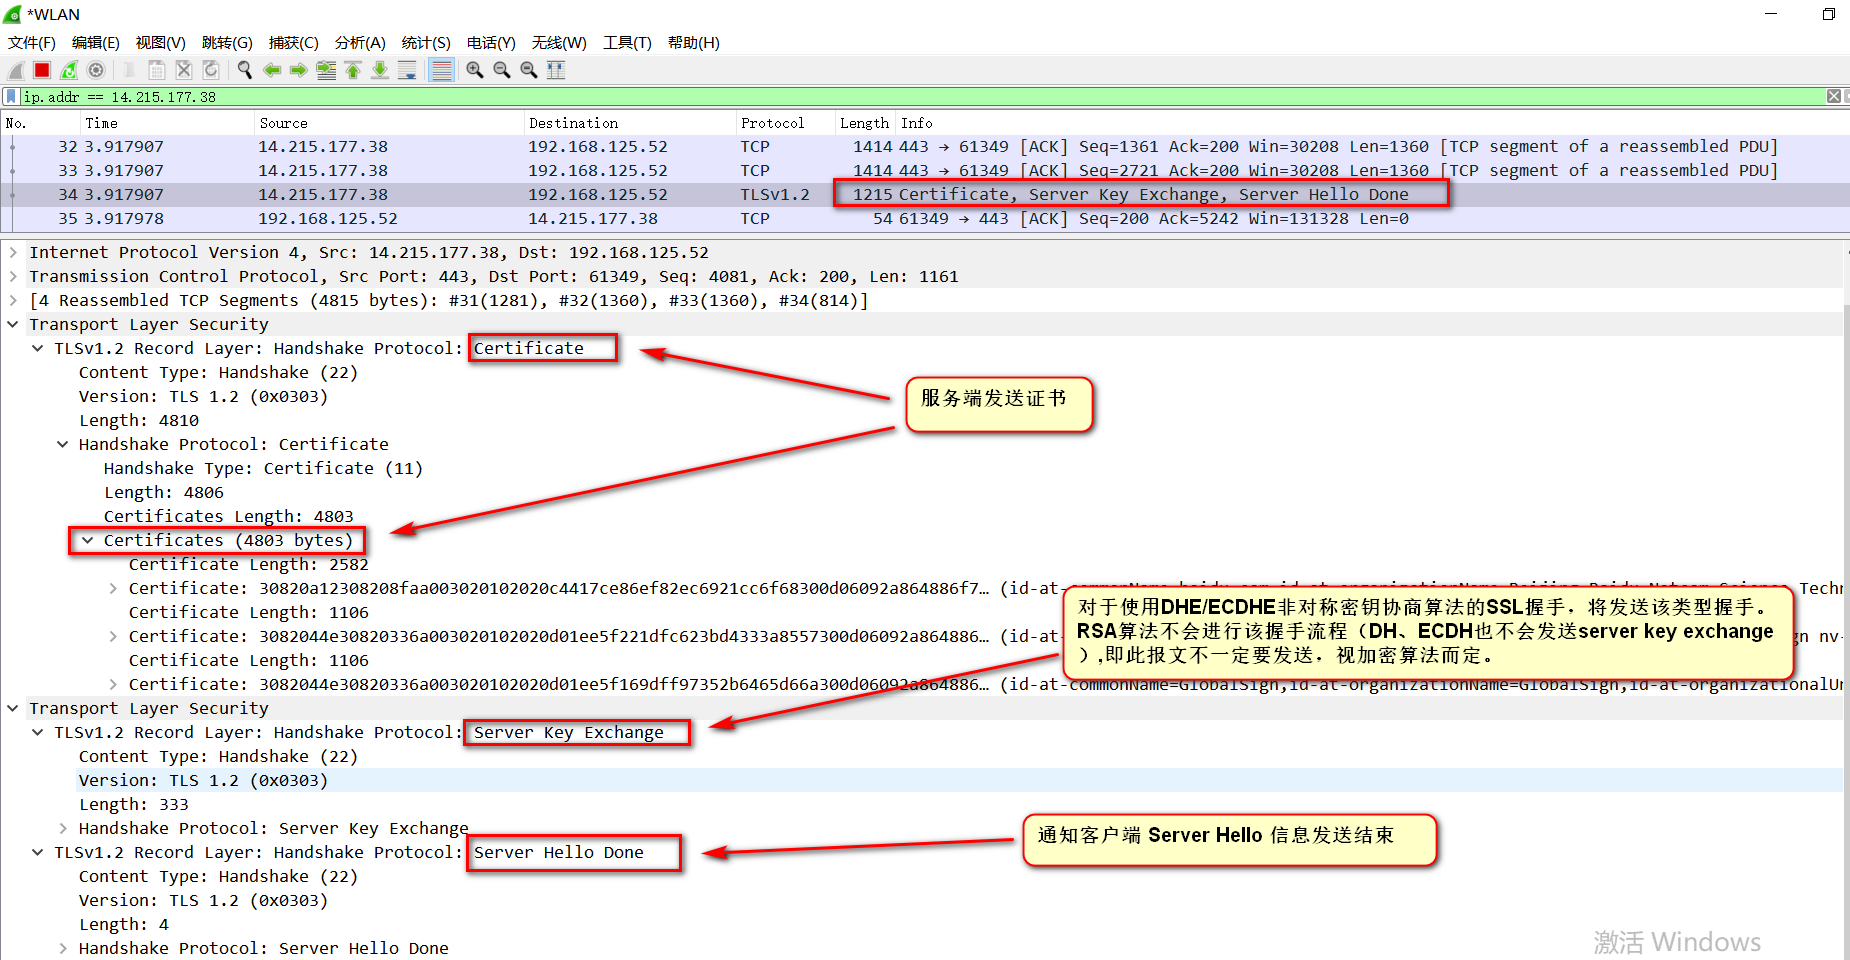 *WLAN
文件(F) 编辑(E) 视图(V) 跳转(G) 捕获(C) 分析(A) 统计(S) 电话(Y) 无线(W) 工具(T) 帮助(H)
ip.addr == 14.215.177.38
No. Time Source Destination Protocol Length Info
32 3.917907 14.215.177.38 192.168.125.52 TCP 1414 443 → 61349 [ACK] Seq=1361 Ack=200 Win=30208 Len=1360 [TCP segment of a reassembled PDU]
33 3.917907 14.215.177.38 192.168.125.52 TCP 1414 443 → 61349 [ACK] Seq=2721 Ack=200 Win=30208 Len=1360 [TCP segment of a reassembled PDU]
34 3.917907 14.215.177.38 192.168.125.52 TLSv1.2 1215 Certificate, Server Key Exchange, Server Hello Done
35 3.917978 192.168.125.52 14.215.177.38 TCP 54 61349 → 443 [ACK] Seq=200 Ack=5242 Win=131328 Len=0
Internet Protocol Version 4, Src: 14.215.177.38, Dst: 192.168.125.52
Transmission Control Protocol, Src Port: 443, Dst Port: 61349, Seq: 4081, Ack: 200, Len: 1161
[4 Reassembled TCP Segments (4815 bytes): #31(1281), #32(1360), #33(1360), #34(814)]
Transport Layer Security
TLSv1.2 Record Layer: Handshake Protocol: Certificate
Content Type: Handshake (22)
Version: TLS 1.2 (0x0303)
服务端发送证书
Length: 4810
Handshake Protocol: Certificate
Handshake Type: Certificate (11)
Length: 4806
Certificates Length: 4803
Certificates (4803 bytes)
Certificate Length: 2582
Certificate: 30820a12308208faa003020102020c4417ce86ef82ec6921cc6f68300d06092a864886f7… (id-at-commonName=baidu.com,id-at-organizationName=Beijing Baidu Netcom Science Techn
对于使用DHE/ECDHE非对称密钥协商算法的SSL握手，将发送该类型握手。
RSA算法不会进行该握手流程（DH、ECDH也不会发送server key exchange
）,即此报文不一定要发送，视加密算法而定。
Certificate Length: 1106
Certificate: 3082044e30820336a003020102020d01ee5f221dfc623bd4333a8557300d06092a864886… (id-a gn nv-
Certificate Length: 1106
Certificate: 3082044e30820336a003020102020d01ee5f169dff97352b6465d66a300d06092a864886… (id-at-commonName=GlobalSign,id-at-organizationName=GlobalSign,id-at-organizationalUn
Transport Layer Security
TLSv1.2 Record Layer: Handshake Protocol: Server Key Exchange
Content Type: Handshake (22)
Version: TLS 1.2 (0x0303)
Length: 333
Handshake Protocol: Server Key Exchange
通知客户端 Server Hello 信息发送结束
TLSv1.2 Record Layer: Handshake Protocol: Server Hello Done
Content Type: Handshake (22)
Version: TLS 1.2 (0x0303)
Length: 4
Handshake Protocol: Server Hello Done
激活 Windows